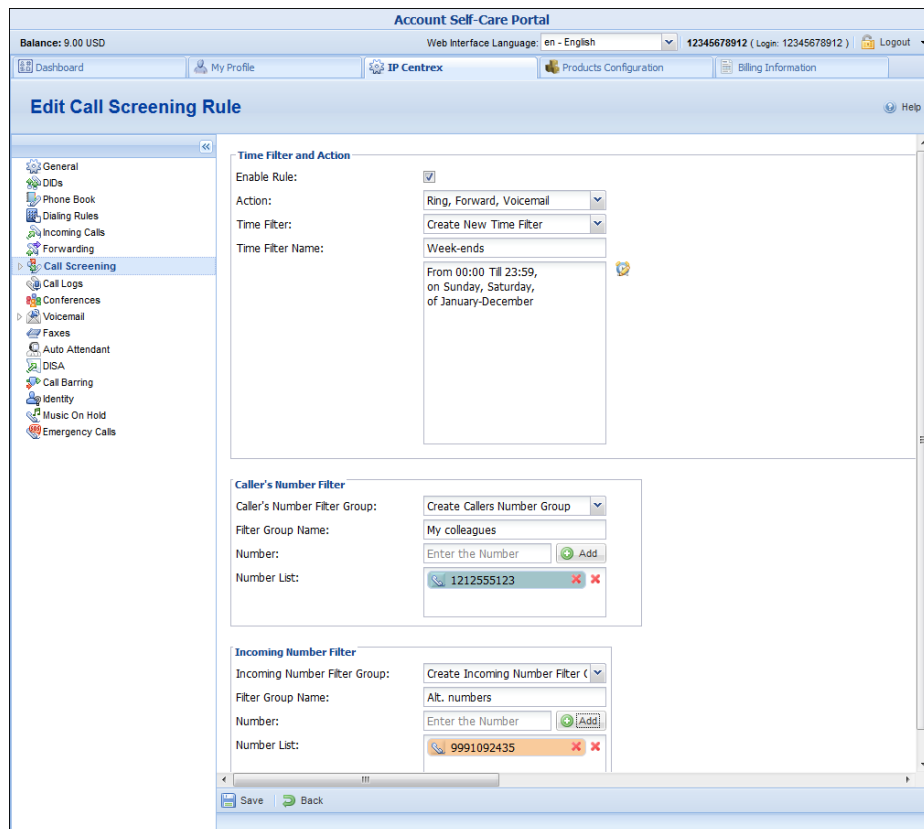 Account Self-Care Portal
Balance: 9.00 USD
Web Interface Language: en - English
12345678912 ( Login: 12345678912 )
Logout
Dashboard
My Profile
IP Centrex
Products Configuration
Billing Information
Edit Call Screening Rule
Help
General
DIDs
Phone Book
Dialing Rules
Incoming Calls
Forwarding
Call Screening
Call Logs
Conferences
Voicemail
Faxes
Auto Attendant
DISA
Call Barring
Identity
Music On Hold
Emergency Calls
Time Filter and Action
Enable Rule:
Action: Ring, Forward, Voicemail
Time Filter: Create New Time Filter
Time Filter Name: Week-ends
From 00:00 Till 23:59,
on Sunday, Saturday,
of January-December
Caller's Number Filter
Caller's Number Filter Group: Create Callers Number Group
Filter Group Name: My colleagues
Number: Enter the Number Add
Number List: 1212555123
Incoming Number Filter
Incoming Number Filter Group: Create Incoming Number Filter (
Filter Group Name: Alt. numbers
Number: Enter the Number Add
Number List: 9991092435
Save
Back